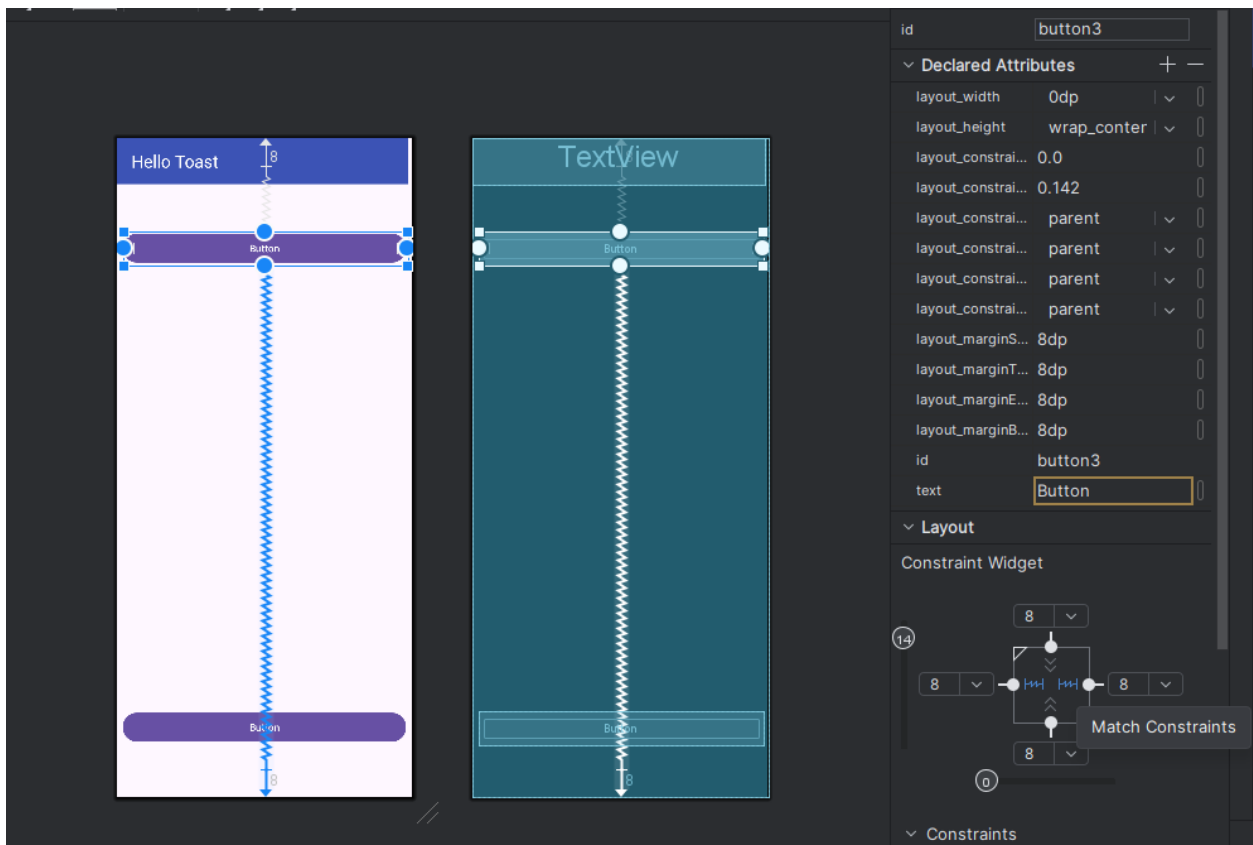 id button3
Declared Attributes
layout_width 0dp
layout_height wrap_conter
layout_constrai... 0.0
layout_constrai... 0.142
layout_constrai... parent
layout_constrai... parent
layout_constrai... parent
layout_constrai... parent
layout_marginS... 8dp
layout_marginT... 8dp
layout_marginE... 8dp
layout_marginB... 8dp
id button3
text Button
Layout
Constraint Widget
8
14
8 8
Match Constraints
8
0
Constraints
Hello Toast 8
Button
Button
8
TextView 8
Button
Button
8